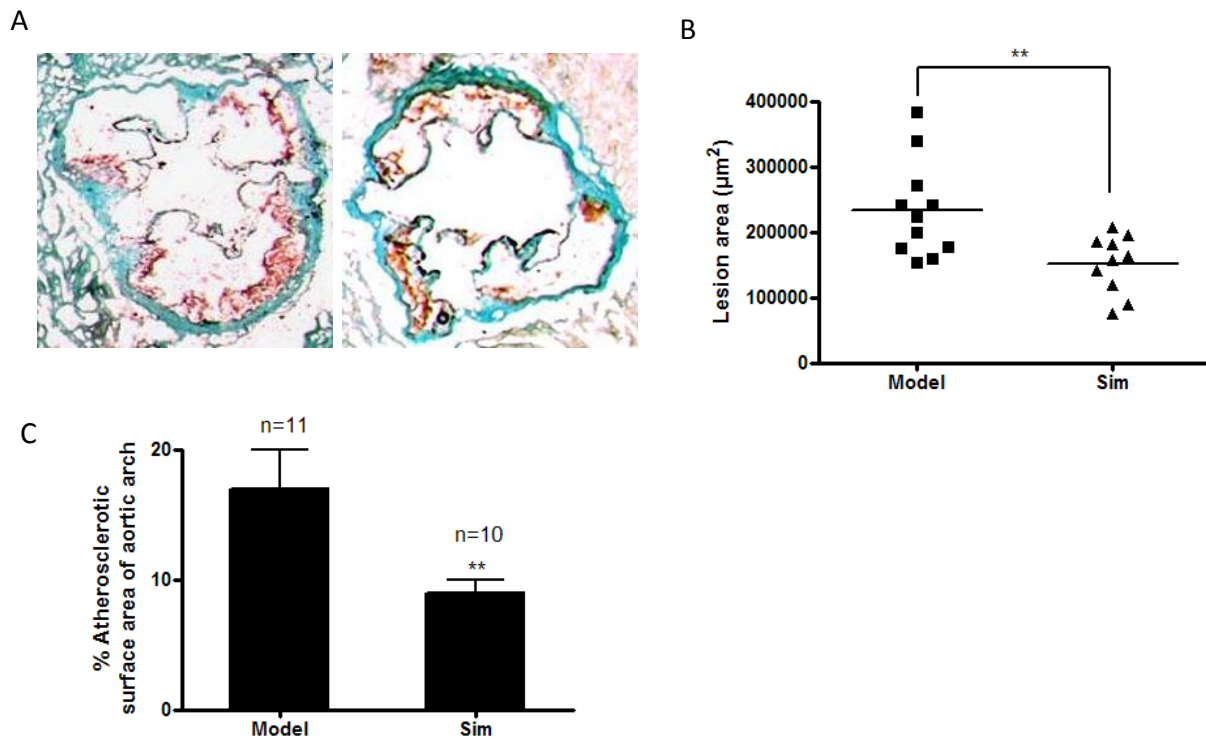 A
B
**
400000
300000
200000
100000
0
Lesion area (µm²)
Model
Sim
C
n=11
n=10
**
20
10
0
% Atherosclerotic
surface area of aortic arch
Model
Sim